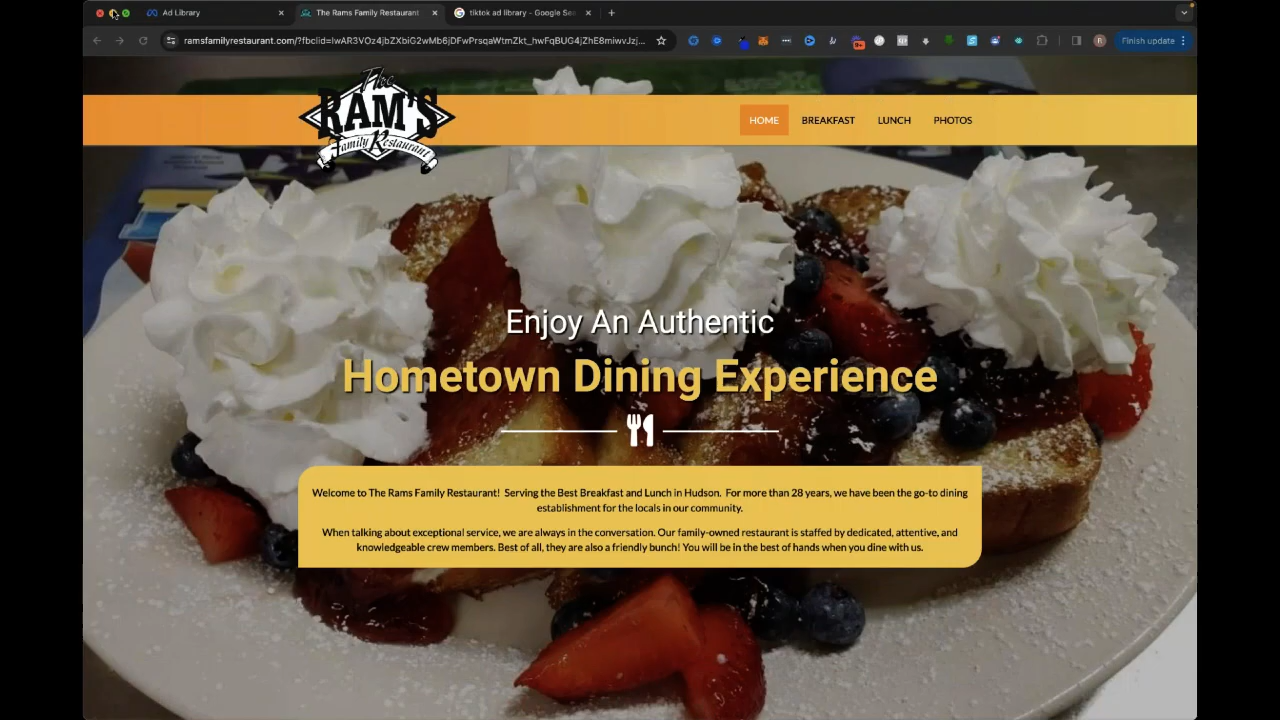 Ad Library
The Rams Family Restaurant
tiktok ad library - Google Sea
ramsfamilyrestaurant.com/?fbclid=IwAR3VOz4jbZXbiG2wMb6jDFwPrsqaWtmZkt_hwFqBUG4jZhE8miwvJzj...
9+
R
Finish update
The
RAM'S
Family Restaurant
HOME
BREAKFAST
LUNCH
PHOTOS
Enjoy An Authentic
Hometown Dining Experience
Welcome to The Rams Family Restaurant! Serving the Best Breakfast and Lunch in Hudson. For more than 28 years, we have been the go-to dining
establishment for the locals in our community.
When talking about exceptional service, we are always in the conversation. Our family-owned restaurant is staffed by dedicated, attentive, and
knowledgeable crew members. Best of all, they are also a friendly bunch! You will be in the best of hands when you dine with us.